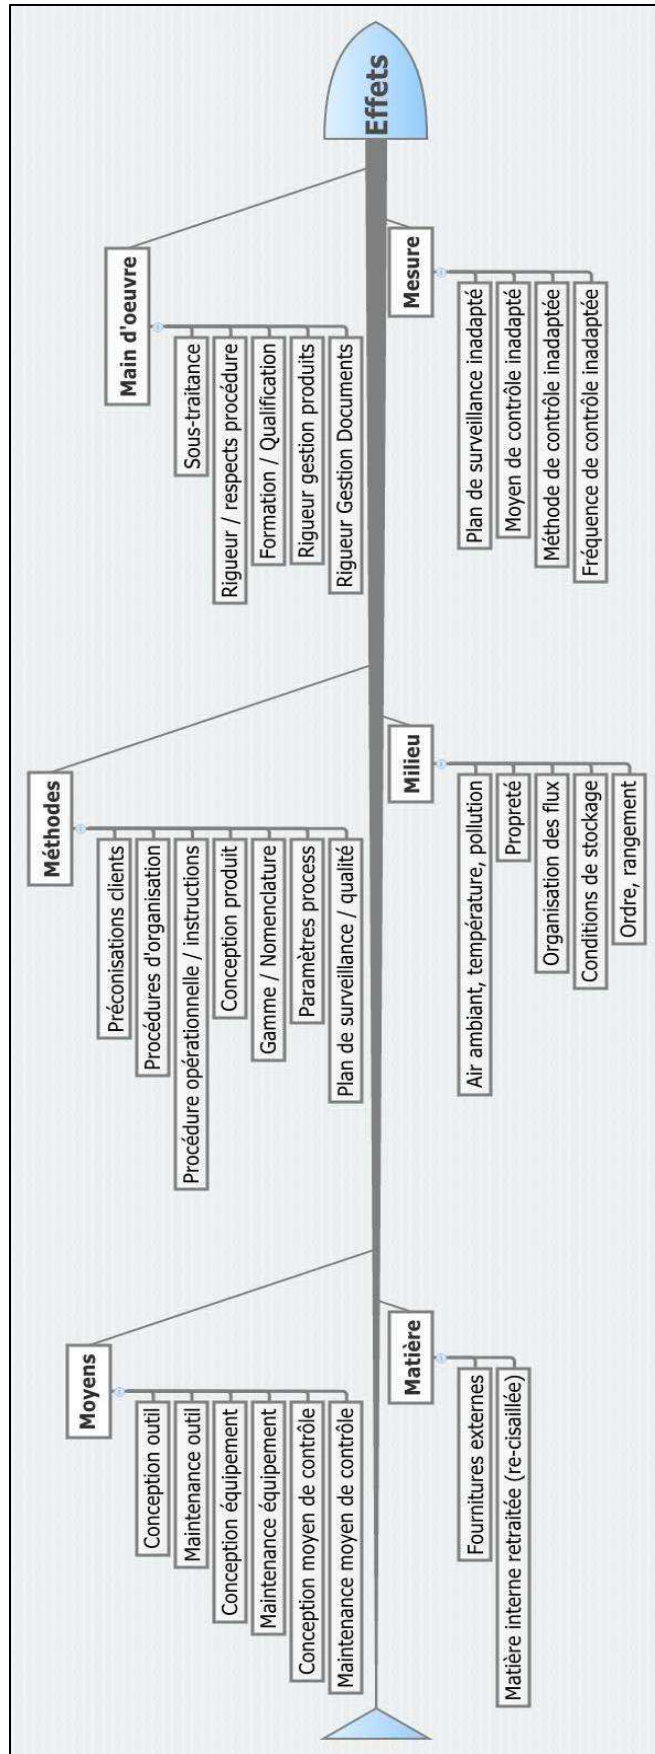 Moyens
Conception outil
Maintenance outil
Conception équipement
Maintenance équipement
Conception moyen de contrôle
Maintenance moyen de contrôle
Méthodes
Préconisations clients
Procédures d'organisation
Procédure opérationnelle / instructions
Conception produit
Gamme / Nomenclature
Paramètres process
Plan de surveillance / qualité
Main d'oeuvre
Sous-traitance
Rigueur / respects procédure
Formation / Qualification
Rigueur gestion produits
Rigueur Gestion Documents
Effets
Matière
Fournitures externes
Matière interne retraitée (re-cisaillée)
Milieu
Air ambiant, température, pollution
Propreté
Organisation des flux
Conditions de stockage
Ordre, rangement
Mesure
Plan de surveillance inadapté
Moyen de contrôle inadapté
Méthode de contrôle inadaptée
Fréquence de contrôle inadaptée